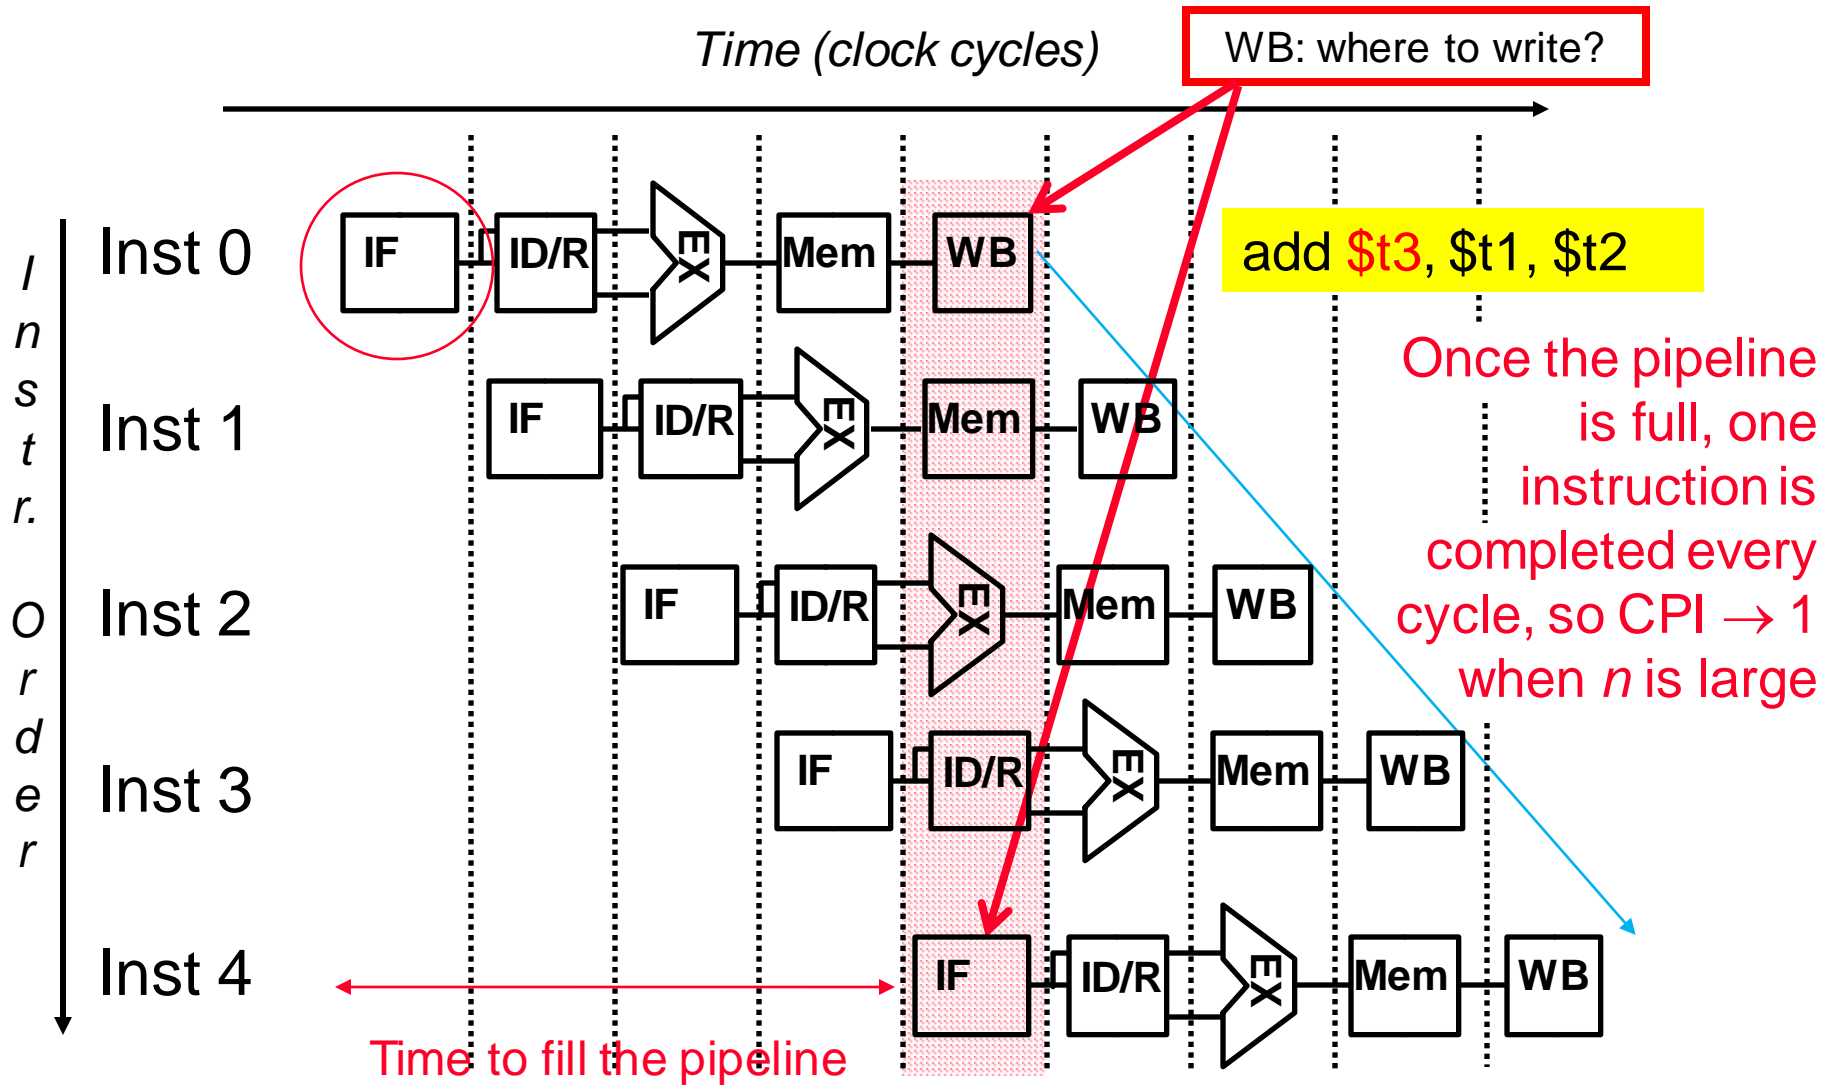 Time (clock cycles)
WB: where to write?
Instr. Order
Inst 0
IF
ID/R
EX
Mem
WB
add $t3, $t1, $t2
Inst 1
IF
ID/R
EX
Mem
WB
Once the pipeline
is full, one
instruction is
completed every
cycle, so CPI → 1
when n is large
Inst 2
IF
ID/R
EX
Mem
WB
Inst 3
IF
ID/R
EX
Mem
WB
Inst 4
IF
ID/R
EX
Mem
WB
Time to fill the pipeline